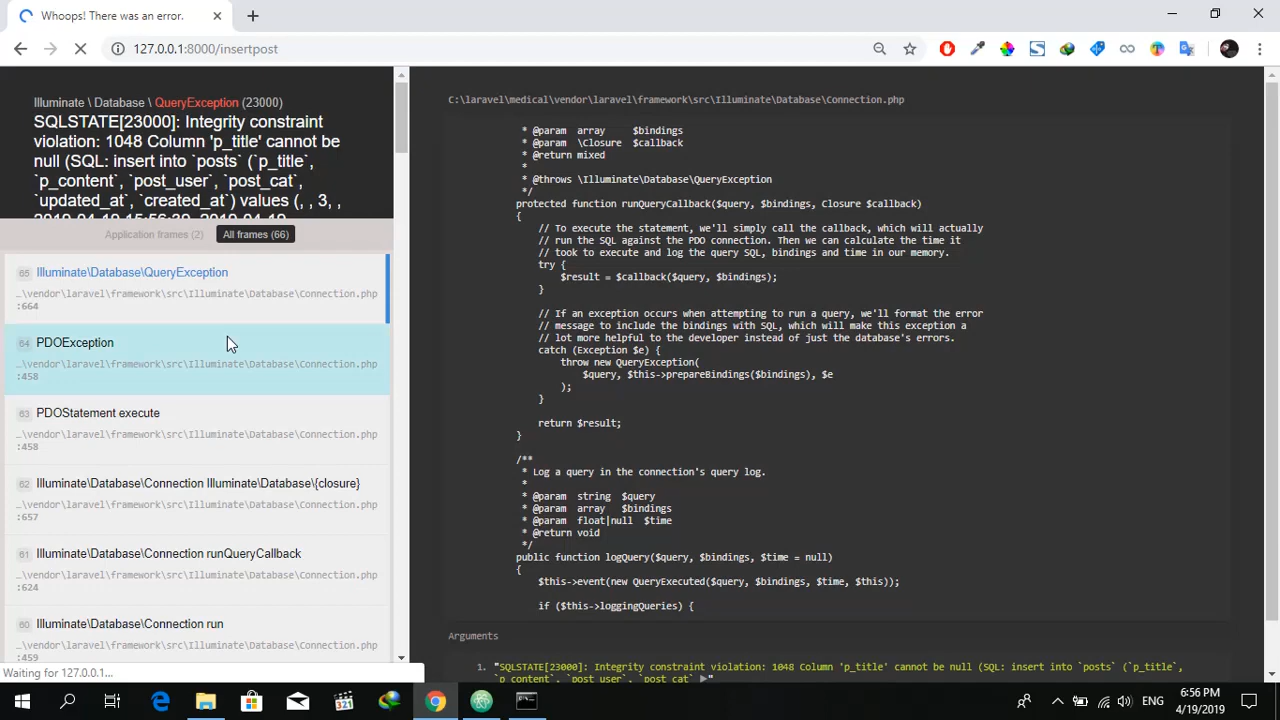 Whoops! There was an error.
127.0.0.1:8000/insertpost
Illuminate \ Database \ QueryException (23000)
SQLSTATE[23000]: Integrity constraint
violation: 1048 Column 'p_title' cannot be
null (SQL: insert into `posts` (`p_title`,
`p_content`, `post_user`, `post_cat`,
`updated_at`, `created_at`) values (, , 3, ,
Application frames (2)
All frames (66)
65 Illuminate\Database\QueryException
…\vendor\laravel\framework\src\Illuminate\Database\Connection.php
:664
64 PDOException
…\vendor\laravel\framework\src\Illuminate\Database\Connection.php
:458
63 PDOStatement execute
…\vendor\laravel\framework\src\Illuminate\Database\Connection.php
:458
62 Illuminate\Database\Connection Illuminate\Database\{closure}
…\vendor\laravel\framework\src\Illuminate\Database\Connection.php
:657
61 Illuminate\Database\Connection runQueryCallback
…\vendor\laravel\framework\src\Illuminate\Database\Connection.php
:624
60 Illuminate\Database\Connection run
…\vendor\laravel\framework\src\Illuminate\Database\Connection.php
:459
Waiting for 127.0.0.1...
C:\laravel\medical\vendor\laravel\framework\src\Illuminate\Database\Connection.php
* @param array $bindings
* @param \Closure $callback
* @return mixed
*
* @throws \Illuminate\Database\QueryException
*/
protected function runQueryCallback($query, $bindings, Closure $callback)
{
// To execute the statement, we'll simply call the callback, which will actually
// run the SQL against the PDO connection. Then we can calculate the time it
// took to execute and log the query SQL, bindings and time in our memory.
try {
$result = $callback($query, $bindings);
}
// If an exception occurs when attempting to run a query, we'll format the error
// message to include the bindings with SQL, which will make this exception a
// lot more helpful to the developer instead of just the database's errors.
catch (Exception $e) {
throw new QueryException(
$query, $this->prepareBindings($bindings), $e
);
}
return $result;
}
/**
* Log a query in the connection's query log.
*
* @param string $query
* @param array $bindings
* @param float|null $time
* @return void
*/
public function logQuery($query, $bindings, $time = null)
{
$this->event(new QueryExecuted($query, $bindings, $time, $this));
if ($this->loggingQueries) {
Arguments
1. "SQLSTATE[23000]: Integrity constraint violation: 1048 Column 'p_title' cannot be null (SQL: insert into `posts` (`p_title`,
`p_content`, `post_user`, `post_cat` ▶"
321
ENG
6:56 PM
4/19/2019